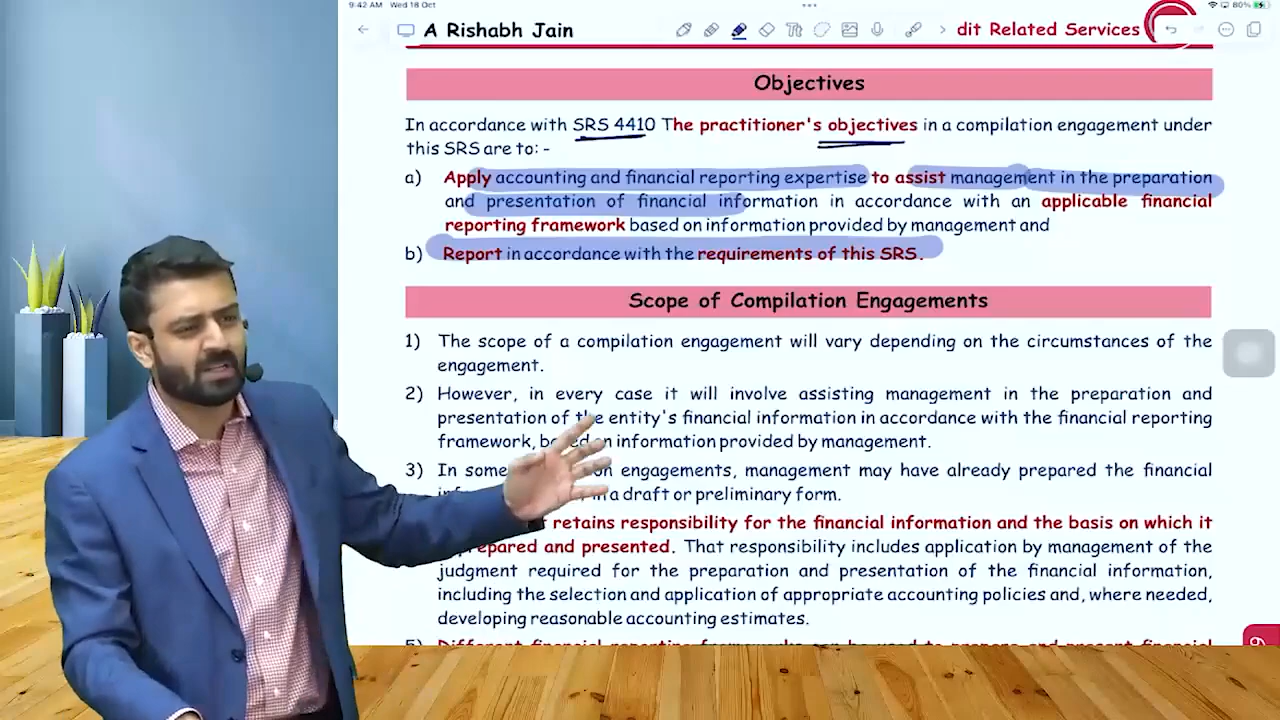 9:42 AM Wed 18 Oct
80%
A Rishabh Jain
dit Related Services
Objectives
In accordance with SRS 4410 The practitioner's objectives in a compilation engagement under
this SRS are to: -
a) Apply accounting and financial reporting expertise to assist management in the preparation
and presentation of financial information in accordance with an applicable financial
reporting framework based on information provided by management and
b) Report in accordance with the requirements of this SRS.
Scope of Compilation Engagements
1) The scope of a compilation engagement will vary depending on the circumstances of the
engagement.
2) However, in every case it will involve assisting management in the preparation and
presentation of the entity's financial information in accordance with the financial reporting
framework, based on information provided by management.
3) In some on engagements, management may have already prepared the financial
in a draft or preliminary form.
retains responsibility for the financial information and the basis on which it
prepared and presented. That responsibility includes application by management of the
judgment required for the preparation and presentation of the financial information,
including the selection and application of appropriate accounting policies and, where needed,
developing reasonable accounting estimates.
5) Different financial reporting